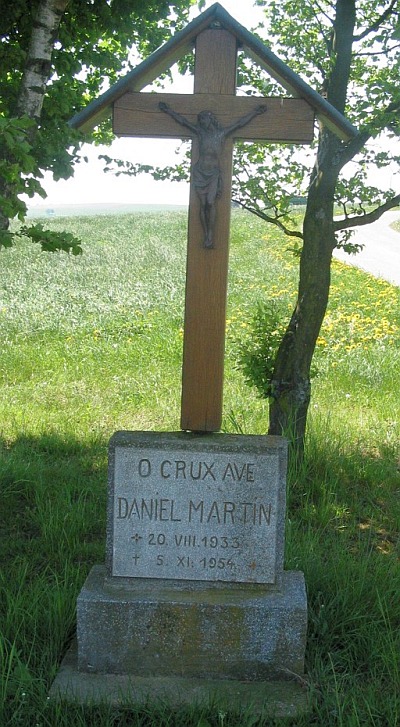 O CRUX AVE
DANIEL MARTIN
20. VIII. 1933.
† 5. XI. 1954.